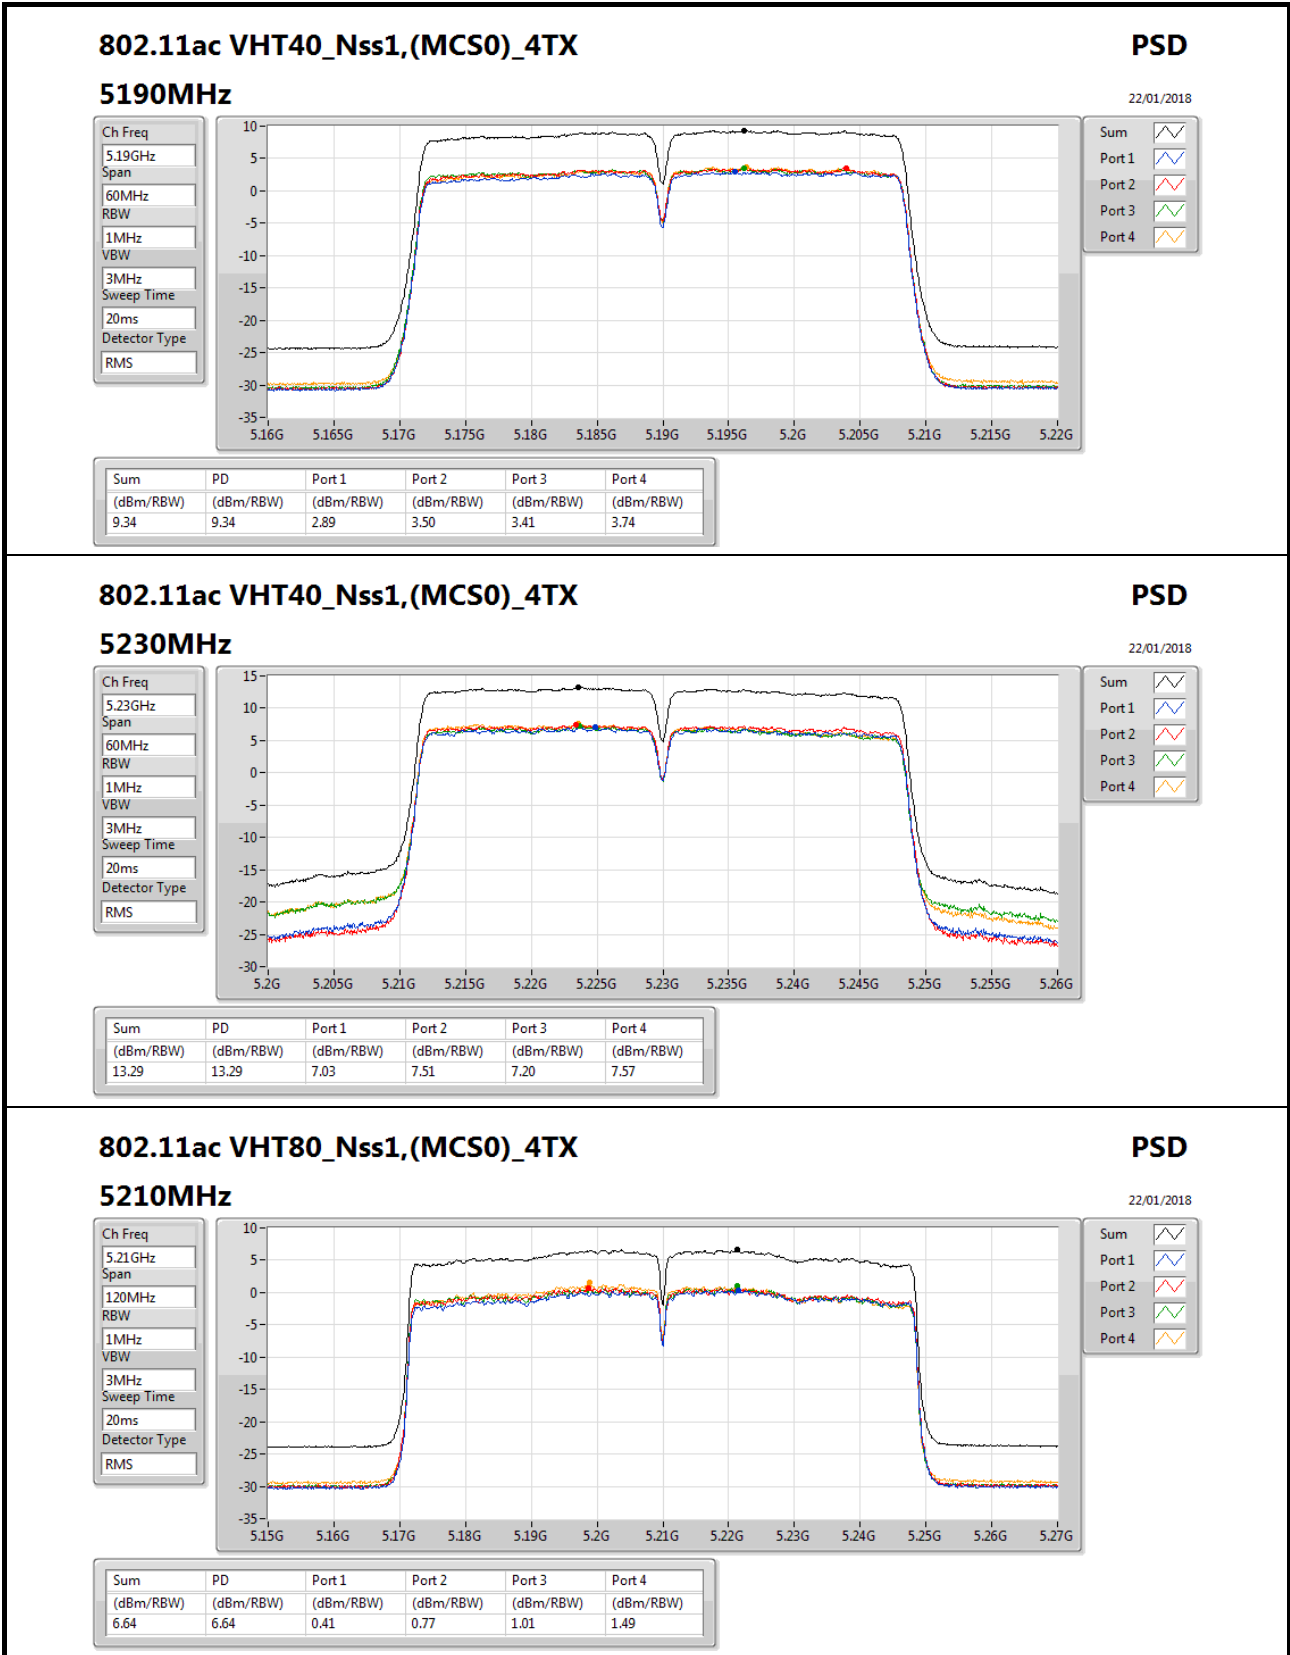 802.11ac VHT40_Nss1,(MCS0)_4TX PSD
5190MHz 22/01/2018
Ch Freq
5.19GHz
Span
60MHz
RBW
1MHz
VBW
3MHz
Sweep Time
20ms
Detector Type
RMS
10
5
0
-5
-10
-15
-20
-25
-30
-35
5.16G 5.165G 5.17G 5.175G 5.18G 5.185G 5.19G 5.195G 5.2G 5.205G 5.21G 5.215G 5.22G
Sum
Port 1
Port 2
Port 3
Port 4
Sum PD Port 1 Port 2 Port 3 Port 4
(dBm/RBW) (dBm/RBW) (dBm/RBW) (dBm/RBW) (dBm/RBW) (dBm/RBW)
9.34 9.34 2.89 3.50 3.41 3.74
802.11ac VHT40_Nss1,(MCS0)_4TX PSD
5230MHz 22/01/2018
Ch Freq
5.23GHz
Span
60MHz
RBW
1MHz
VBW
3MHz
Sweep Time
20ms
Detector Type
RMS
15
10
5
0
-5
-10
-15
-20
-25
-30
5.2G 5.205G 5.21G 5.215G 5.22G 5.225G 5.23G 5.235G 5.24G 5.245G 5.25G 5.255G 5.26G
Sum
Port 1
Port 2
Port 3
Port 4
Sum PD Port 1 Port 2 Port 3 Port 4
(dBm/RBW) (dBm/RBW) (dBm/RBW) (dBm/RBW) (dBm/RBW) (dBm/RBW)
13.29 13.29 7.03 7.51 7.20 7.57
802.11ac VHT80_Nss1,(MCS0)_4TX PSD
5210MHz 22/01/2018
Ch Freq
5.21GHz
Span
120MHz
RBW
1MHz
VBW
3MHz
Sweep Time
20ms
Detector Type
RMS
10
5
0
-5
-10
-15
-20
-25
-30
-35
5.15G 5.16G 5.17G 5.18G 5.19G 5.2G 5.21G 5.22G 5.23G 5.24G 5.25G 5.26G 5.27G
Sum
Port 1
Port 2
Port 3
Port 4
Sum PD Port 1 Port 2 Port 3 Port 4
(dBm/RBW) (dBm/RBW) (dBm/RBW) (dBm/RBW) (dBm/RBW) (dBm/RBW)
6.64 6.64 0.41 0.77 1.01 1.49